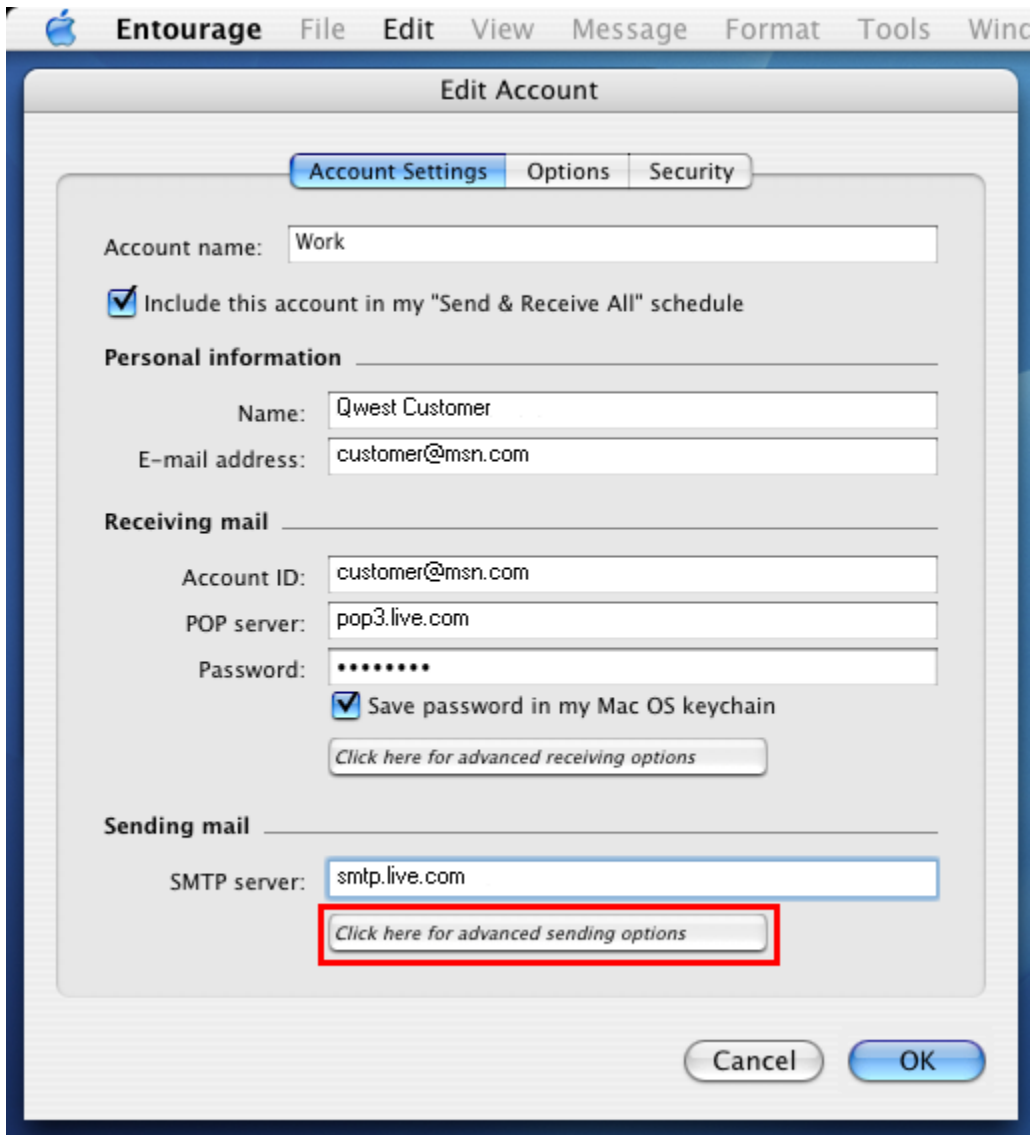 Entourage File Edit View Message Format Tools Wind
Edit Account
Account Settings Options Security
Account name: Work
Include this account in my "Send & Receive All" schedule
Personal information
Name: Qwest Customer
E-mail address: customer@msn.com
Receiving mail
Account ID: customer@msn.com
POP server: pop3.live.com
Password: ••••••••
Save password in my Mac OS keychain
Click here for advanced receiving options
Sending mail
SMTP server: smtp.live.com
Click here for advanced sending options
Cancel OK